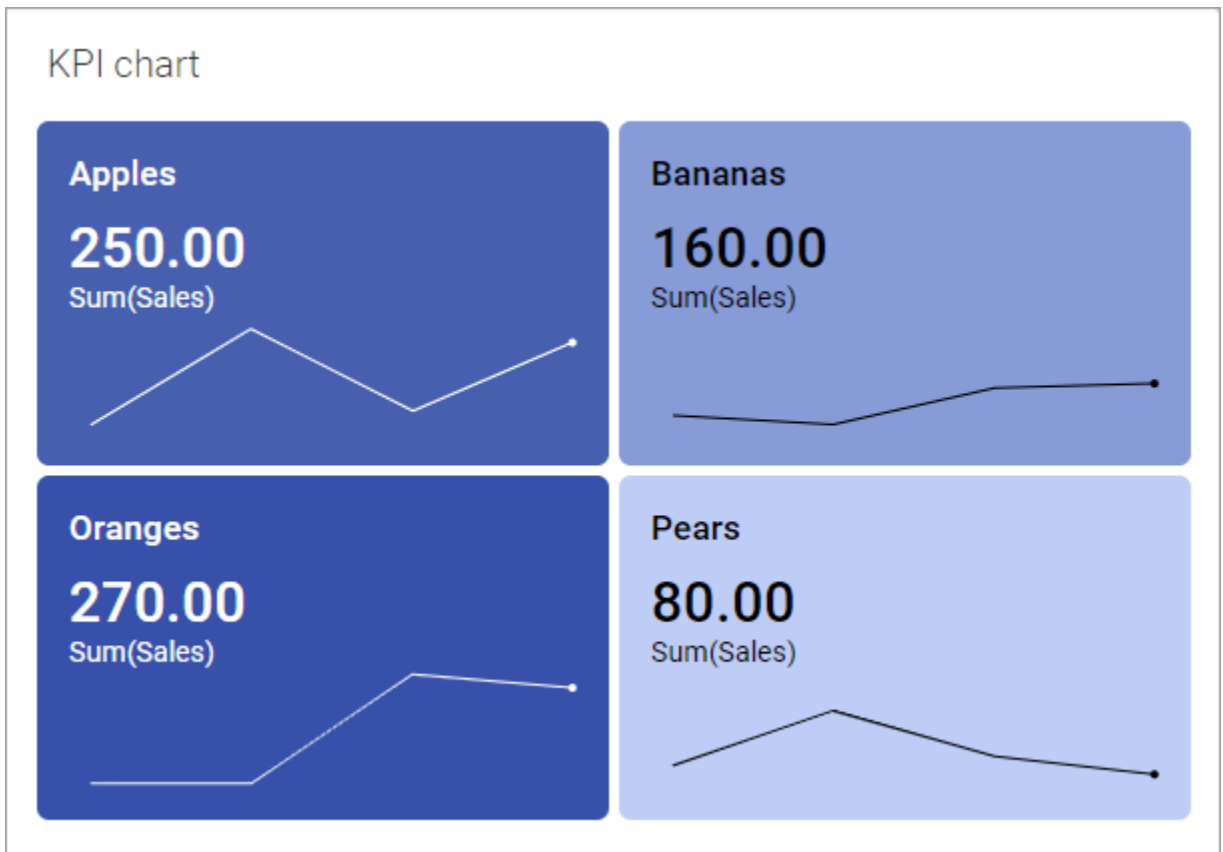 KPI chart
Apples
250.00
Sum(Sales)
Bananas
160.00
Sum(Sales)
Oranges
270.00
Sum(Sales)
Pears
80.00
Sum(Sales)